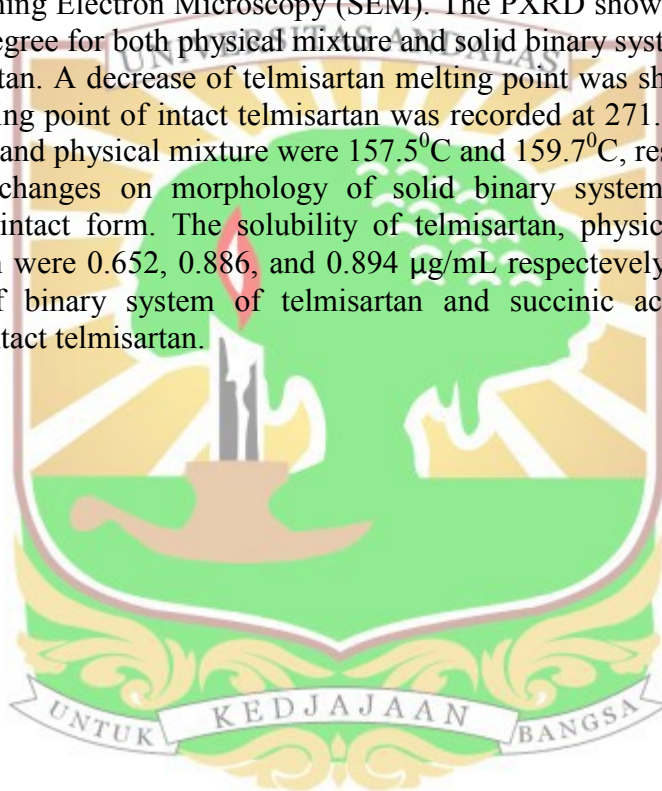 ning Electron Microscopy (SEM). The PXRD show
egree for both physical mixture and solid binary syst
tan. A decrease of telmisartan melting point was sh
ing point of intact telmisartan was recorded at 271.
and physical mixture were 157.5⁰C and 159.7⁰C, res
changes on morphology of solid binary system
intact form. The solubility of telmisartan, physic
n were 0.652, 0.886, and 0.894 µg/mL respectevely
f binary system of telmisartan and succinic ac
ntact telmisartan.
UNIVERSITAS ANDALAS
UNTUK KEDJAJAAN BANGSA